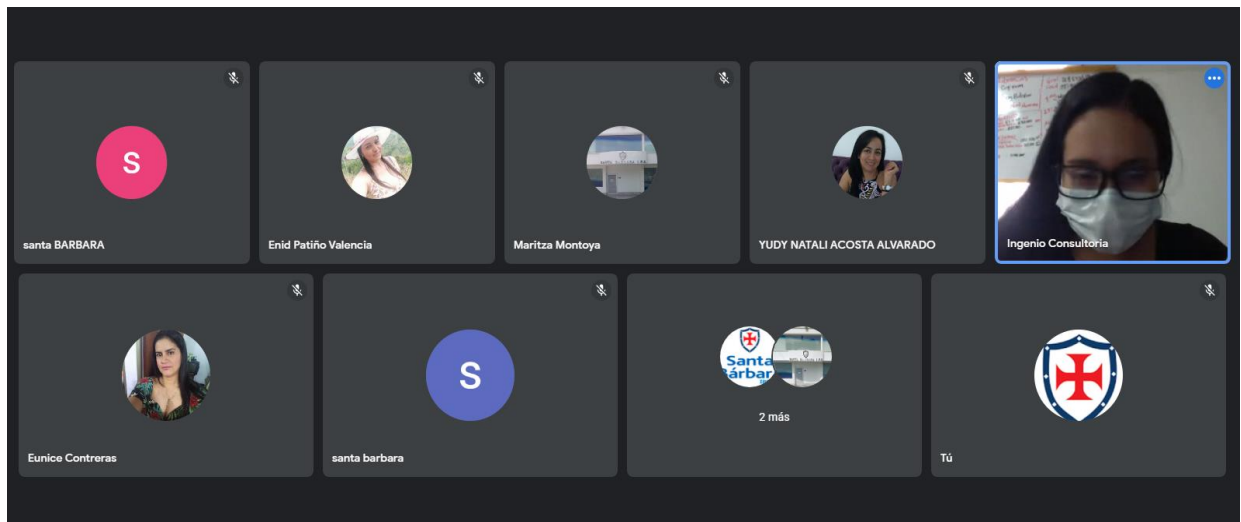 S
santa BARBARA
Enid Patiño Valencia
Maritza Montoya
YUDY NATALI ACOSTA ALVARADO
Ingenio Consultoria
Eunice Contreras
S
santa barbara
Santa
Bárbar
2 más
Tú